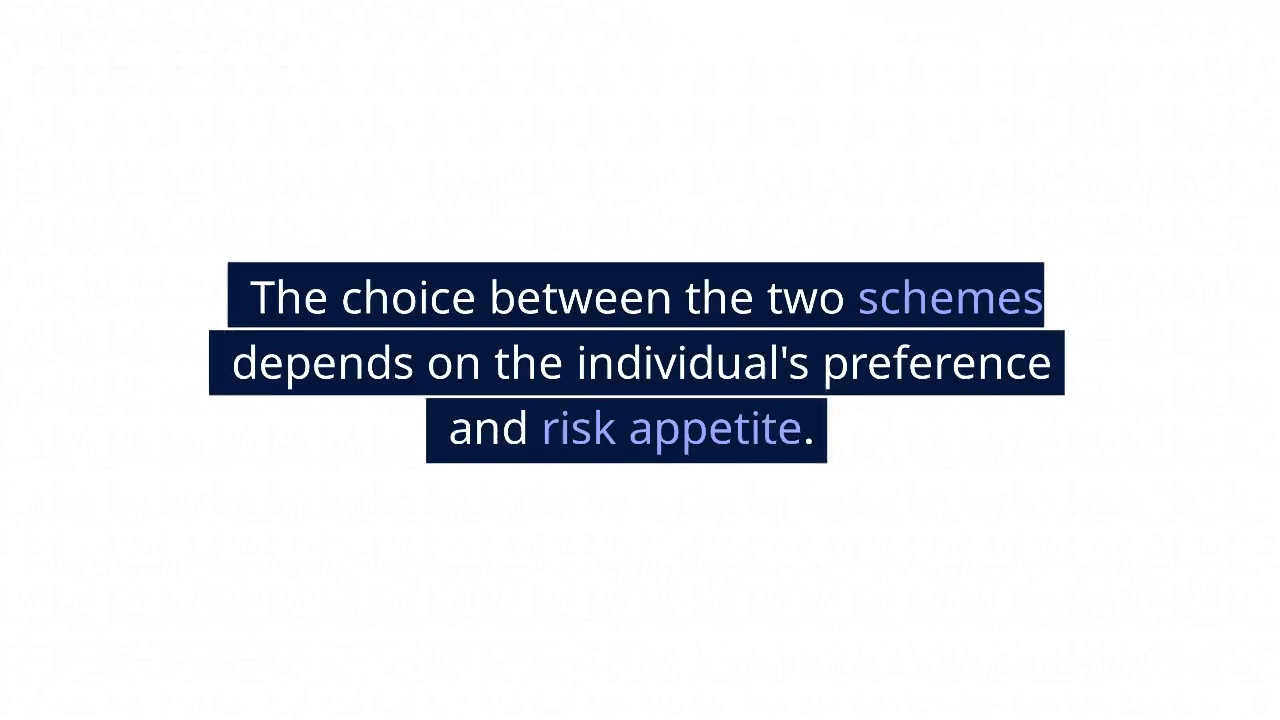 The choice between the two schemes
depends on the individual's preference
and risk appetite.